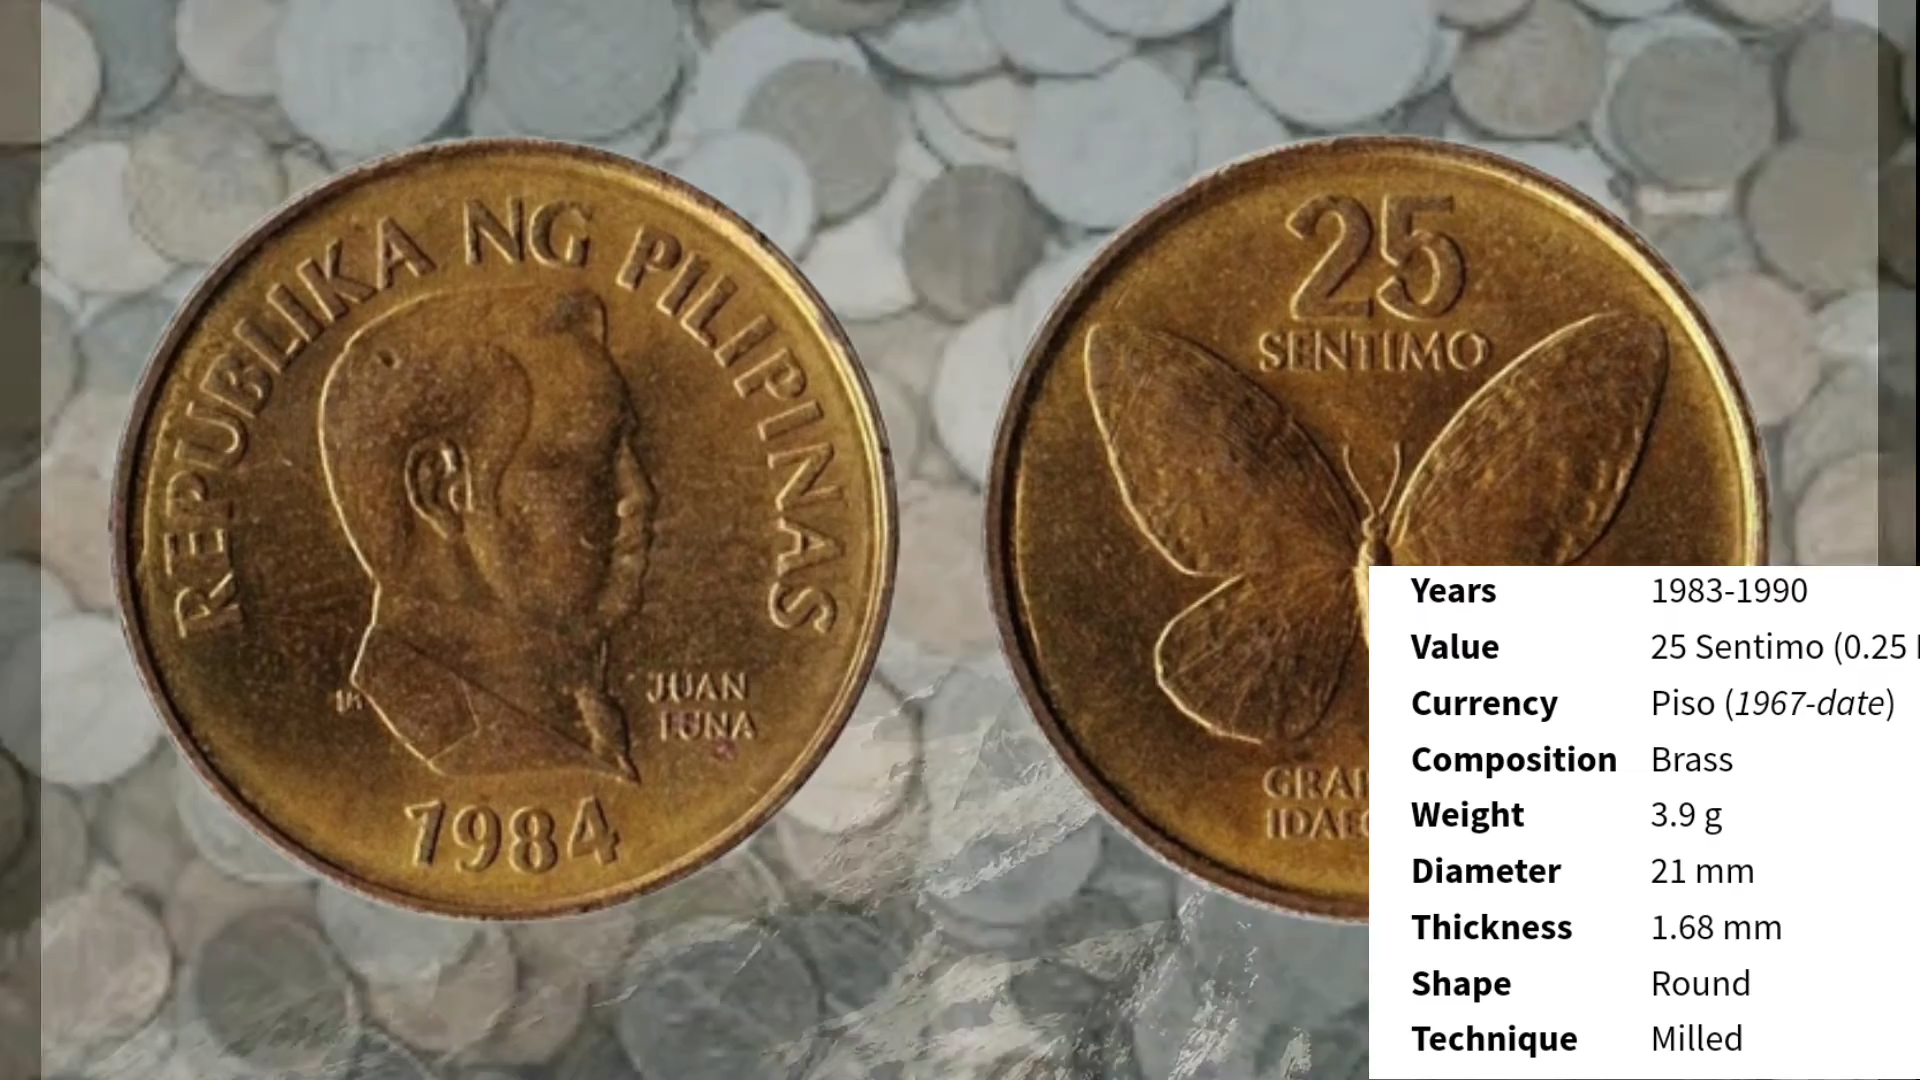 REPUBLIKA NG PILIPINAS
JUAN
LUNA
1984
25
SENTIMO
Years 1983-1990
Value 25 Sentimo (0.25
Currency Piso (1967-date)
Composition Brass
Weight 3.9 g
Diameter 21 mm
Thickness 1.68 mm
Shape Round
Technique Milled